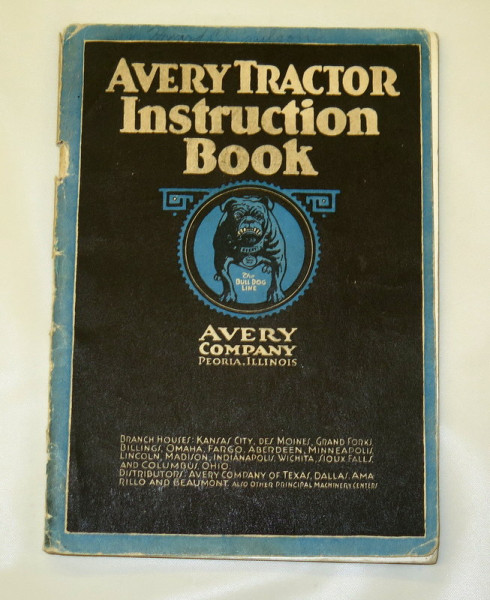 AVERY TRACTOR
Instruction
Book
The
BULL DOG
LINE
AVERY
COMPANY
PEORIA, ILLINOIS
BRANCH HOUSES: KANSAS CITY, DES MOINES, GRAND FORKS,
BILLINGS, OMAHA, FARGO, ABERDEEN, MINNEAPOLIS,
LINCOLN, MADISON, INDIANAPOLIS, WICHITA, SIOUX FALLS,
AND COLUMBUS, OHIO.
DISTRIBUTORS: AVERY COMPANY OF TEXAS, DALLAS, AMA-
RILLO AND BEAUMONT. ALSO OTHER PRINCIPAL MACHINERY CENTERS